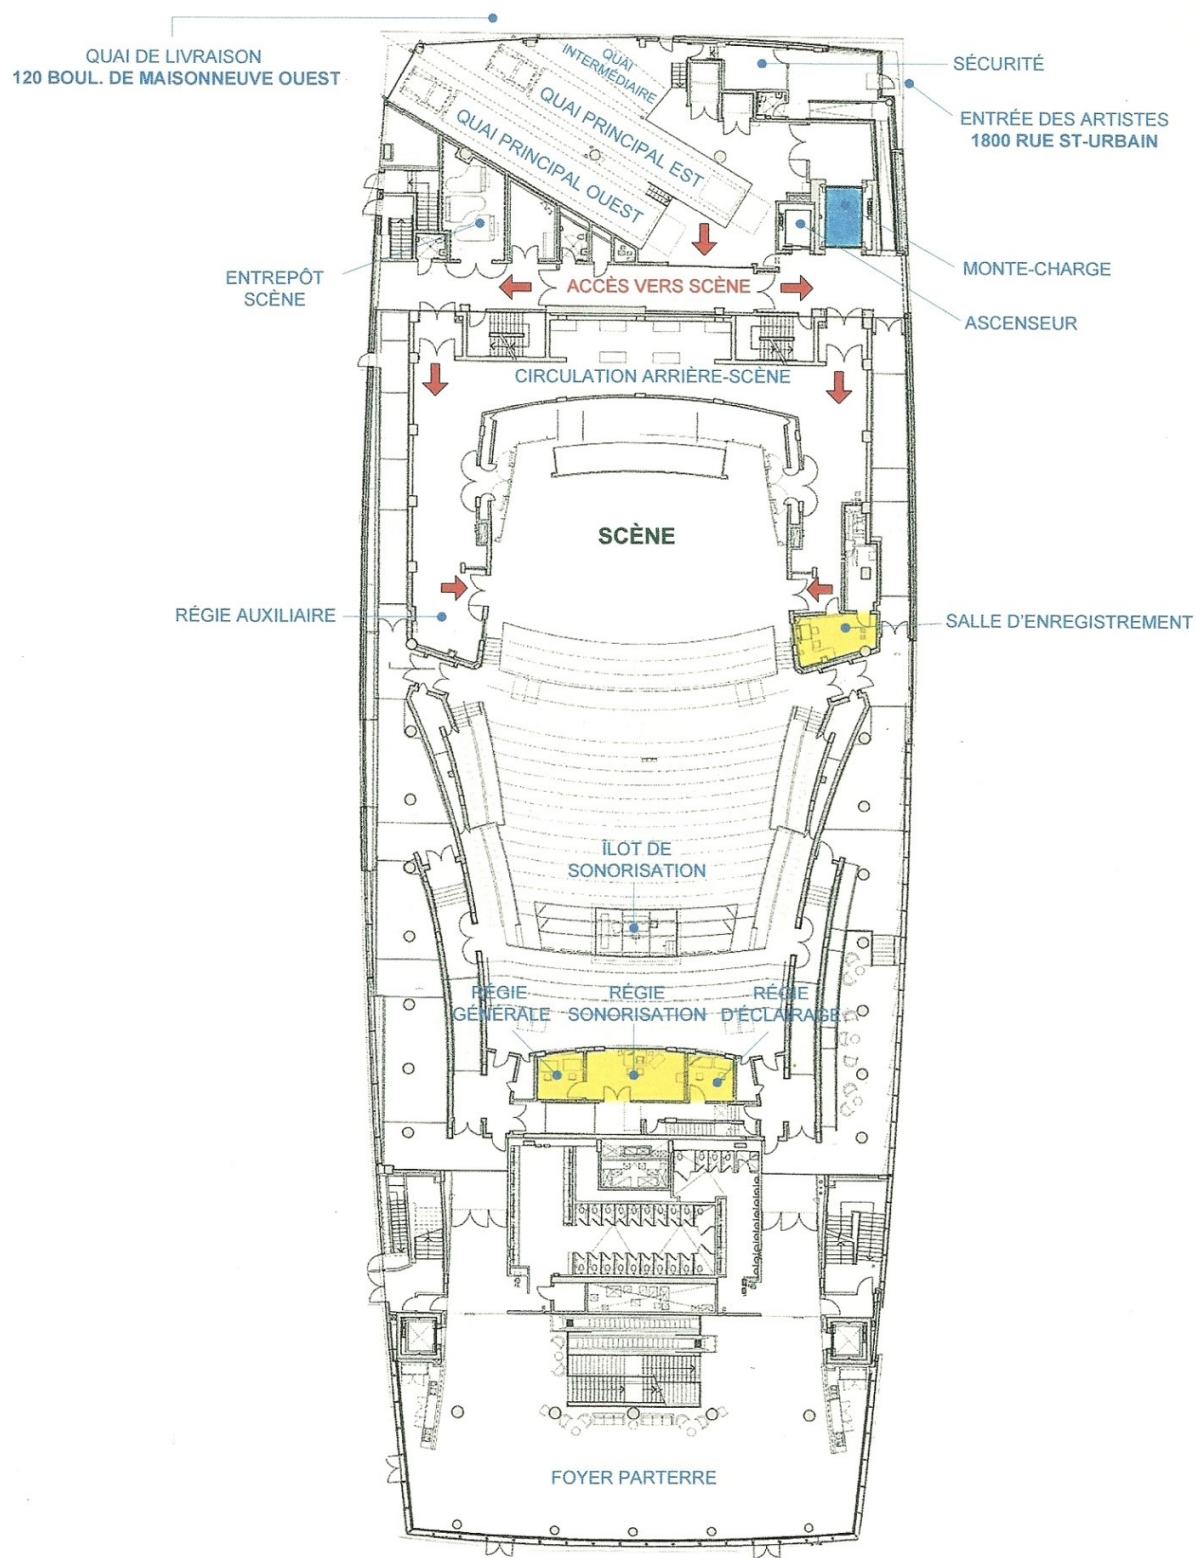 QUAI DE LIVRAISON
120 BOUL. DE MAISONNEUVE OUEST
QUAI
INTERMÉDIAIRE
SÉCURITÉ
ENTRÉE DES ARTISTES
1800 RUE ST-URBAIN
QUAI PRINCIPAL EST
QUAI PRINCIPAL OUEST
ENTREPÔT
SCÈNE
ACCÈS VERS SCÈNE
MONTE-CHARGE
ASCENSEUR
CIRCULATION ARRIÈRE-SCÈNE
SCÈNE
RÉGIE AUXILIAIRE
SALLE D'ENREGISTREMENT
ÎLOT DE
SONORISATION
RÉGIE
GÉNÉRALE
RÉGIE
SONORISATION
RÉGIE
D'ÉCLAIRAGE
FOYER PARTERRE